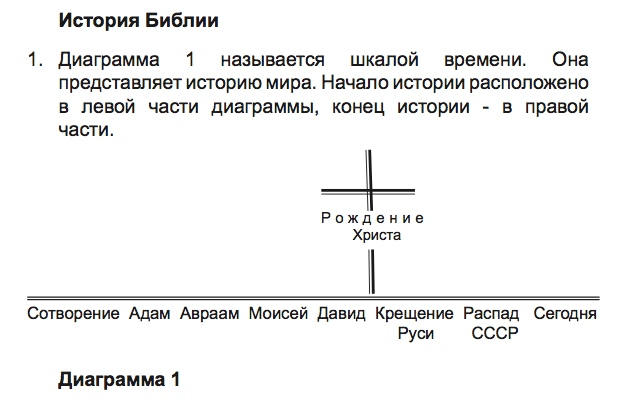 История Библии
1. Диаграмма 1 называется шкалой времени. Она
представляет историю мира. Начало истории расположено
в левой части диаграммы, конец истории - в правой
части.
Рождение
Христа
Сотворение Адам Авраам Моисей Давид Крещение Распад Сегодня
Руси СССР
Диаграмма 1